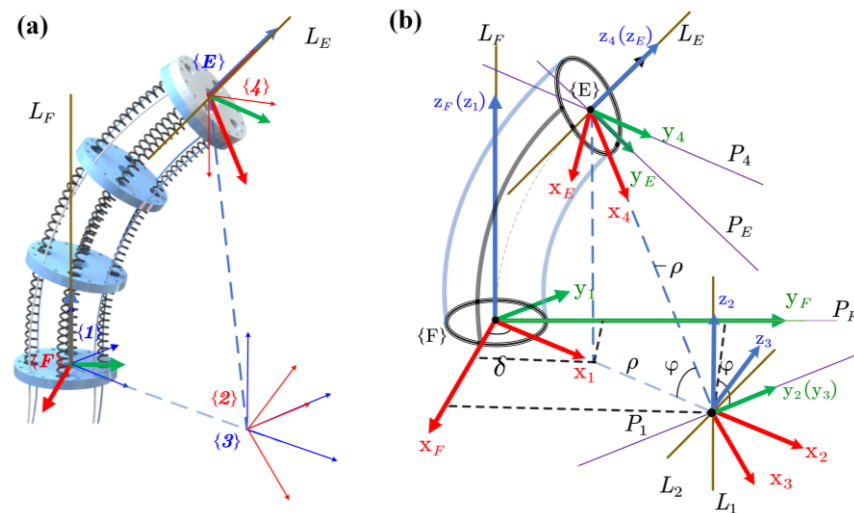 (a)
L_E
{E}
{4}
L_F
{1}
{F
{2}
{3}
(b)
L_F
z_4(z_E)
L_E
z_F(z_1)
{E}
y_4
P_4
y_E
x_E
x_4
P_E
-ρ
z_2
y_1
y_F
P_F
{F}
z_3
δ
x_1
ρ
φ
φ
y_2(y_3)
x_F
P_1
x_2
x_3
L_2
L_1